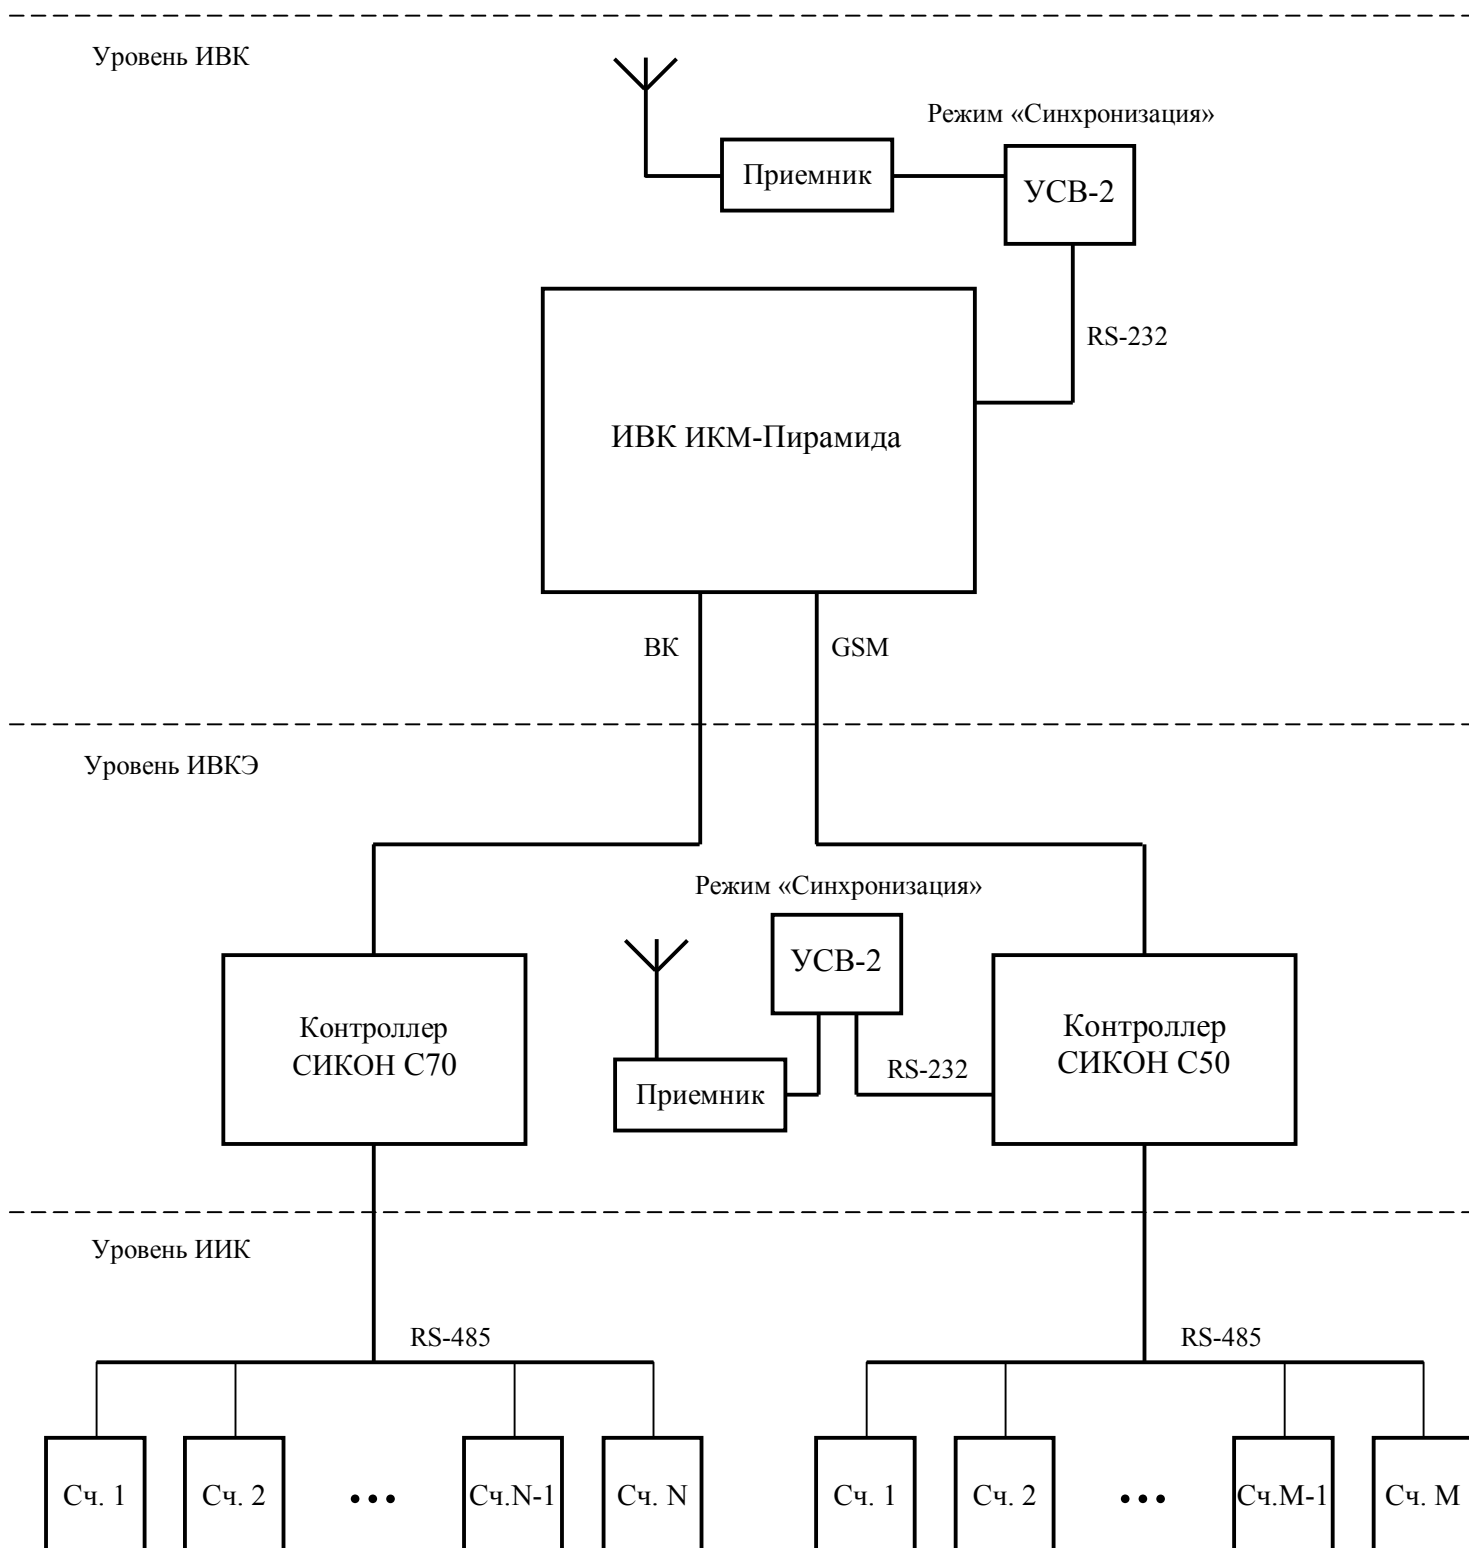 Уровень ИВК
Режим «Синхронизация»
Приемник
УСВ-2
RS-232
ИВК ИКМ-Пирамида
ВК
GSM
Уровень ИВКЭ
Режим «Синхронизация»
УСВ-2
Контроллер
СИКОН С70
Контроллер
СИКОН С50
RS-232
Приемник
Уровень ИИК
RS-485
RS-485
Сч. 1
Сч. 2
•••
Сч.N-1
Сч. N
Сч. 1
Сч. 2
•••
Сч.M-1
Сч. M